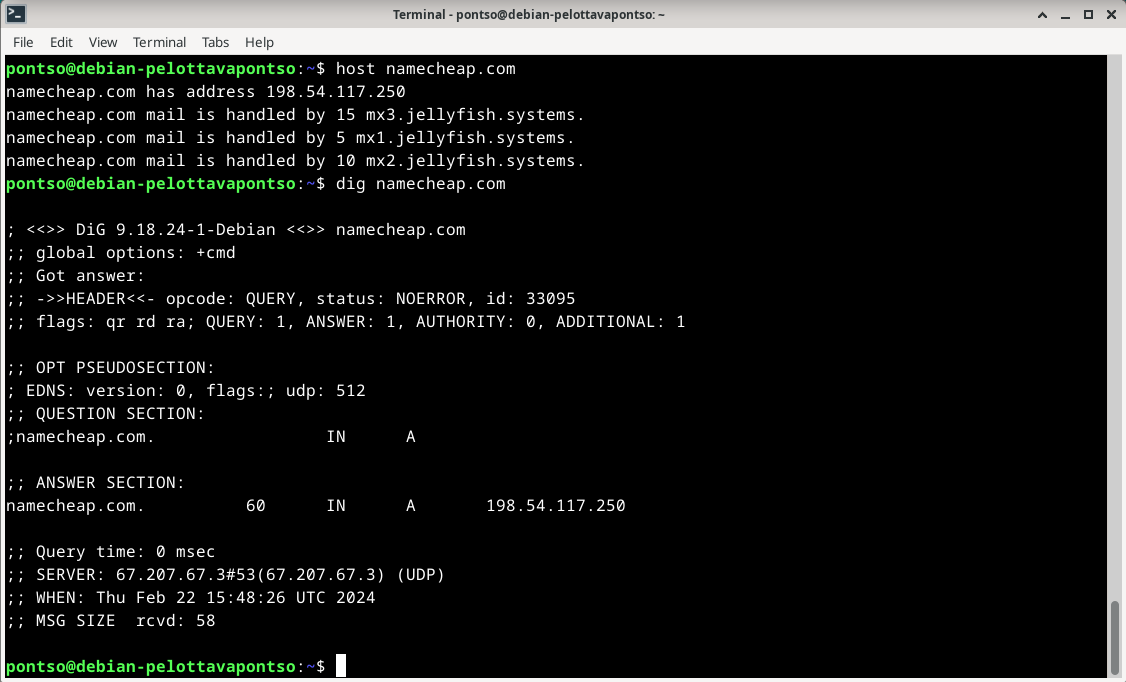 Terminal - pontso@debian-pelottavapontso: ~
File Edit View Terminal Tabs Help
pontso@debian-pelottavapontso:~$ host namecheap.com
namecheap.com has address 198.54.117.250
namecheap.com mail is handled by 15 mx3.jellyfish.systems.
namecheap.com mail is handled by 5 mx1.jellyfish.systems.
namecheap.com mail is handled by 10 mx2.jellyfish.systems.
pontso@debian-pelottavapontso:~$ dig namecheap.com

; <<>> DiG 9.18.24-1-Debian <<>> namecheap.com
;; global options: +cmd
;; Got answer:
;; ->>HEADER<<- opcode: QUERY, status: NOERROR, id: 33095
;; flags: qr rd ra; QUERY: 1, ANSWER: 1, AUTHORITY: 0, ADDITIONAL: 1

;; OPT PSEUDOSECTION:
; EDNS: version: 0, flags:; udp: 512
;; QUESTION SECTION:
;namecheap.com.			IN	A

;; ANSWER SECTION:
namecheap.com.		60	IN	A	198.54.117.250

;; Query time: 0 msec
;; SERVER: 67.207.67.3#53(67.207.67.3) (UDP)
;; WHEN: Thu Feb 22 15:48:26 UTC 2024
;; MSG SIZE  rcvd: 58

pontso@debian-pelottavapontso:~$